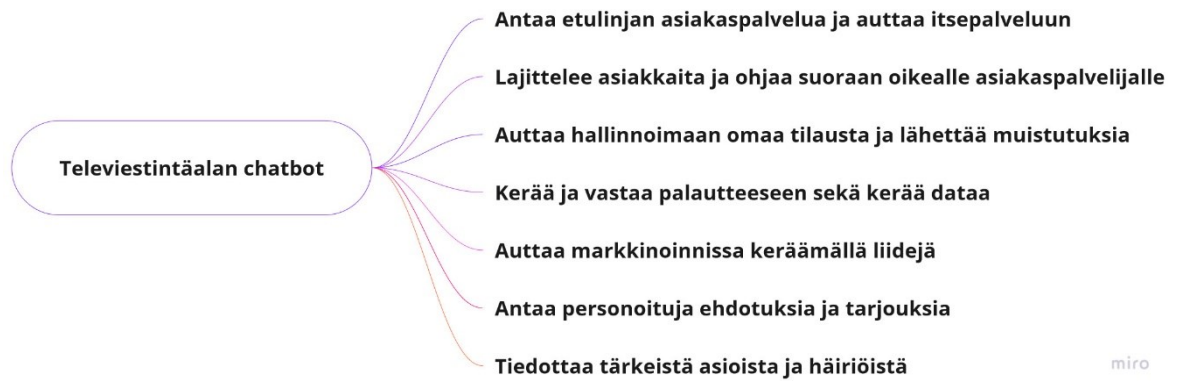 Antaa etulinjan asiakaspalvelua ja auttaa itsepalveluun
Lajittelee asiakkaita ja ohjaa suoraan oikealle asiakaspalvelijalle
Auttaa hallinnoimaan omaa tilausta ja lähettää muistutuksia
Televiestintäalan chatbot
Kerää ja vastaa palautteeseen sekä kerää dataa
Auttaa markkinoinnissa keräämällä liidejä
Antaa personoituja ehdotuksia ja tarjouksia
Tiedottaa tärkeistä asioista ja häiriöistä
miro